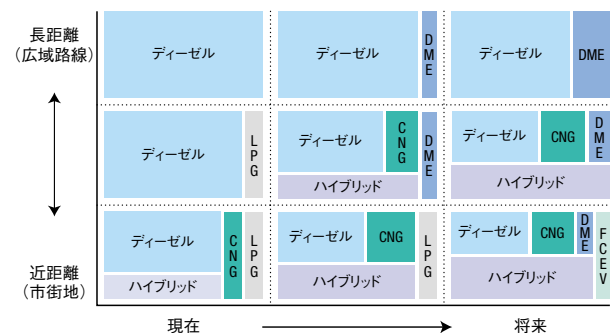 長距離
(広域路線)
ディーゼル
ディーゼル
DME
ディーゼル
DME
ディーゼル
LPG
ディーゼル
CNG
DME
ハイブリッド
ディーゼル
CNG
DME
ハイブリッド
近距離
(市街地)
ディーゼル
CNG
LPG
ハイブリッド
ディーゼル
CNG
LPG
ハイブリッド
ディーゼル
CNG
DME
FCEV
ハイブリッド
現在
将来